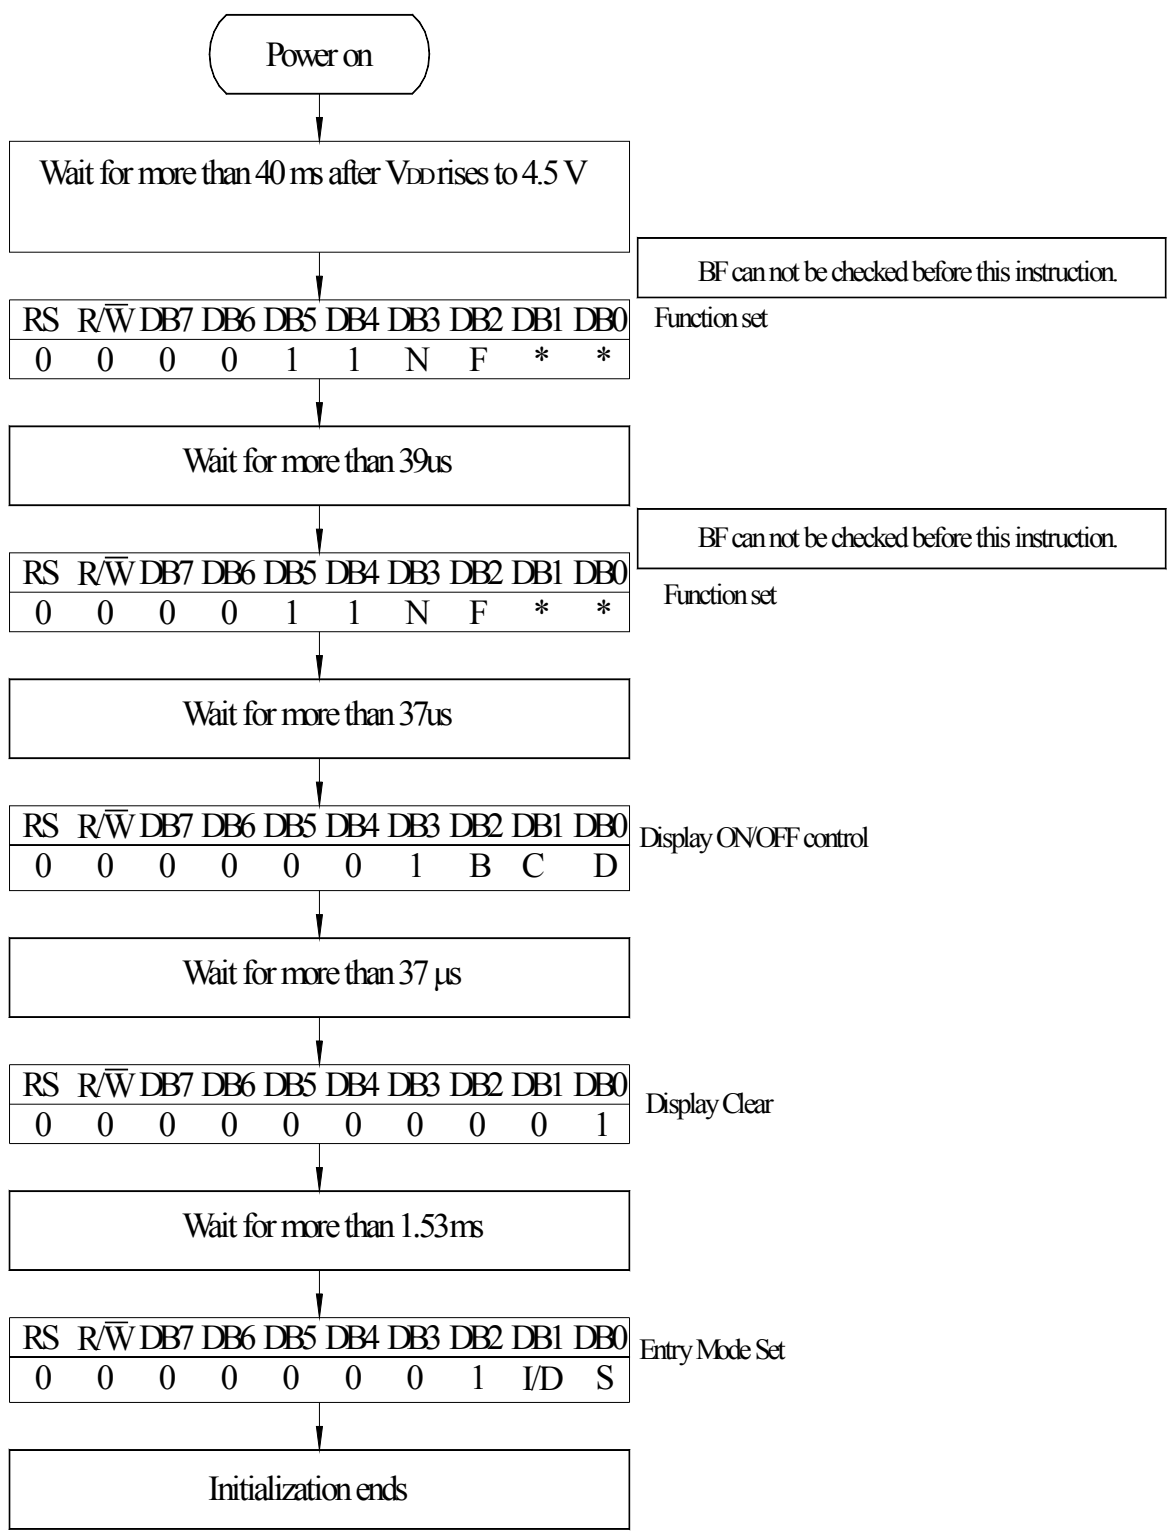 Power on
Wait for more than 40 ms after VDD rises to 4.5 V
BF can not be checked before this instruction.
RS R/W̅ DB7 DB6 DB5 DB4 DB3 DB2 DB1 DB0
Function set
0 0 0 0 1 1 N F * *
Wait for more than 39us
BF can not be checked before this instruction.
RS R/W̅ DB7 DB6 DB5 DB4 DB3 DB2 DB1 DB0
Function set
0 0 0 0 1 1 N F * *
Wait for more than 37us
RS R/W̅ DB7 DB6 DB5 DB4 DB3 DB2 DB1 DB0
Display ON/OFF control
0 0 0 0 0 0 1 B C D
Wait for more than 37 µs
RS R/W̅ DB7 DB6 DB5 DB4 DB3 DB2 DB1 DB0
Display Clear
0 0 0 0 0 0 0 0 0 1
Wait for more than 1.53ms
RS R/W̅ DB7 DB6 DB5 DB4 DB3 DB2 DB1 DB0
Entry Mode Set
0 0 0 0 0 0 0 1 I/D S
Initialization ends